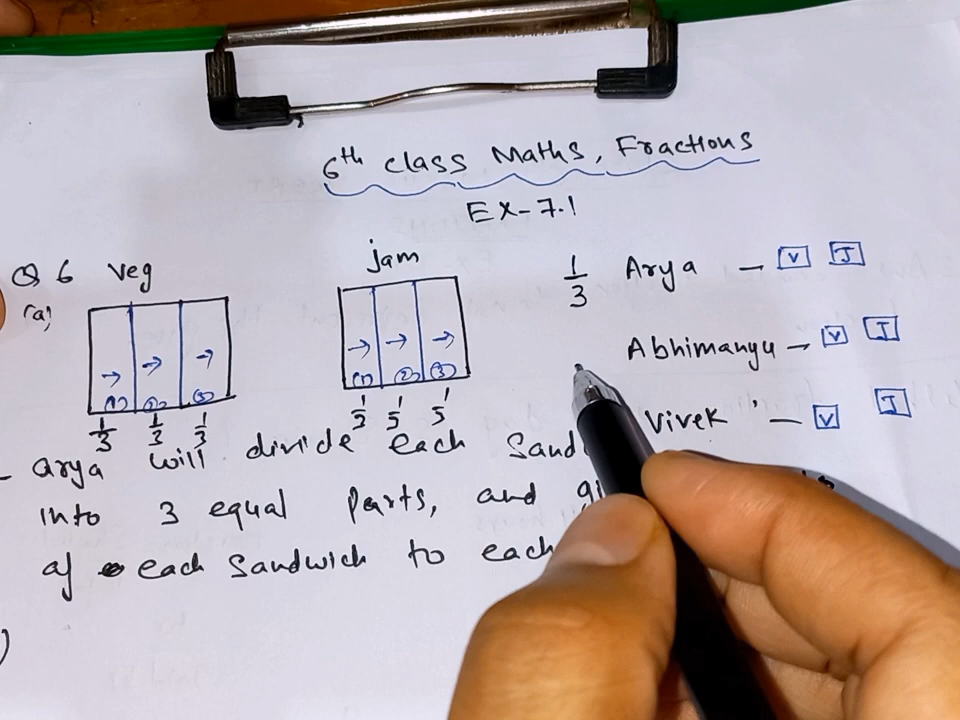 6th class Maths, Fractions
EX-7.1
Q 6 veg
jam
(a)
(1) (2) (3)
(1) (2) (3)
1/3 1/3 1/3
1/3 1/3 1/3
1/3 Arya - V J
Abhimanyu - V J
Vivek - V J
- arya will divide each
into 3 equal parts, and
of each sandwich to each